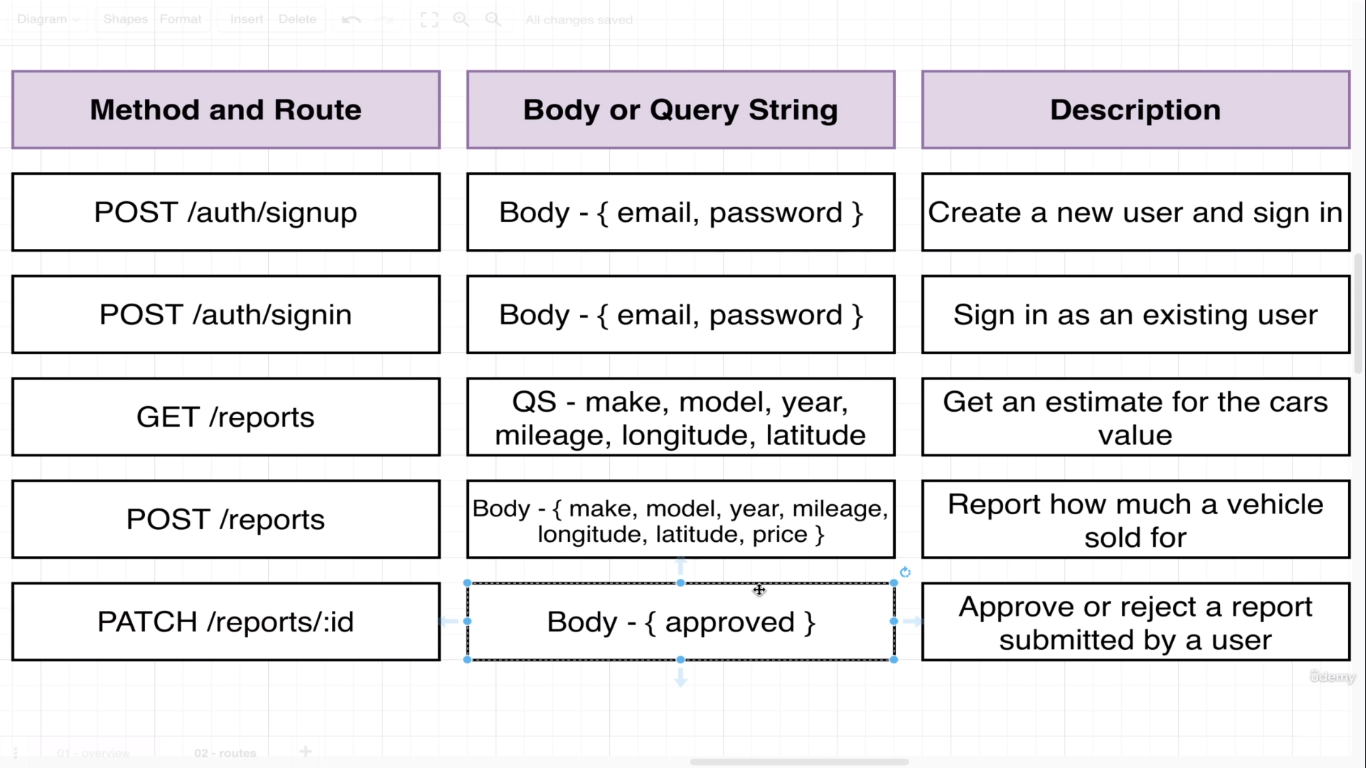 Diagram Shapes Format Insert Delete All changes saved
Method and Route
Body or Query String
Description
POST /auth/signup
Body - { email, password }
Create a new user and sign in
POST /auth/signin
Body - { email, password }
Sign in as an existing user
GET /reports
QS - make, model, year,
mileage, longitude, latitude
Get an estimate for the cars
value
POST /reports
Body - { make, model, year, mileage,
longitude, latitude, price }
Report how much a vehicle
sold for
PATCH /reports/:id
Body - { approved }
Approve or reject a report
submitted by a user
ûdemy
01 - overview 02 - routes